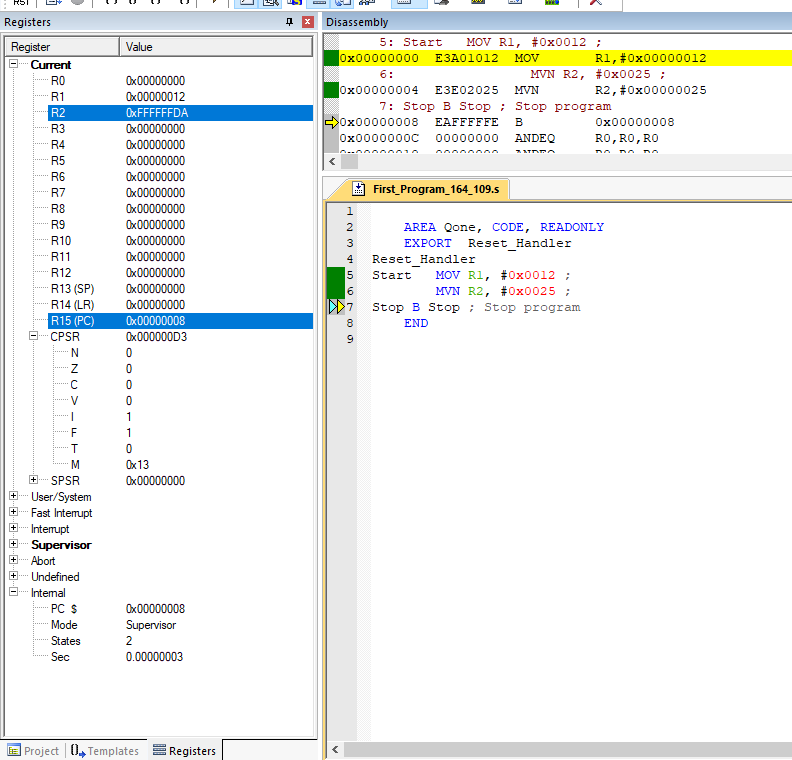 RST
Registers
Register Value
Current
R0 0x00000000
R1 0x00000012
R2 0xFFFFFFDA
R3 0x00000000
R4 0x00000000
R5 0x00000000
R6 0x00000000
R7 0x00000000
R8 0x00000000
R9 0x00000000
R10 0x00000000
R11 0x00000000
R12 0x00000000
R13 (SP) 0x00000000
R14 (LR) 0x00000000
R15 (PC) 0x00000008
CPSR 0x000000D3
N 0
Z 0
C 0
V 0
I 1
F 1
T 0
M 0x13
SPSR 0x00000000
User/System
Fast Interrupt
Interrupt
Supervisor
Abort
Undefined
Internal
PC $ 0x00000008
Mode Supervisor
States 2
Sec 0.00000003
Project Templates Registers
Disassembly
5: Start MOV R1, #0x0012 ;
0x00000000 E3A01012 MOV R1,#0x00000012
6: MVN R2, #0x0025 ;
0x00000004 E3E02025 MVN R2,#0x00000025
7: Stop B Stop ; Stop program
0x00000008 EAFFFFFE B 0x00000008
0x0000000C 00000000 ANDEQ R0,R0,R0
0x00000010 00000000 ANDEQ R0,R0,R0
First_Program_164_109.s
1
2 AREA Qone, CODE, READONLY
3 EXPORT Reset_Handler
4 Reset_Handler
5 Start MOV R1, #0x0012 ;
6 MVN R2, #0x0025 ;
7 Stop B Stop ; Stop program
8 END
9